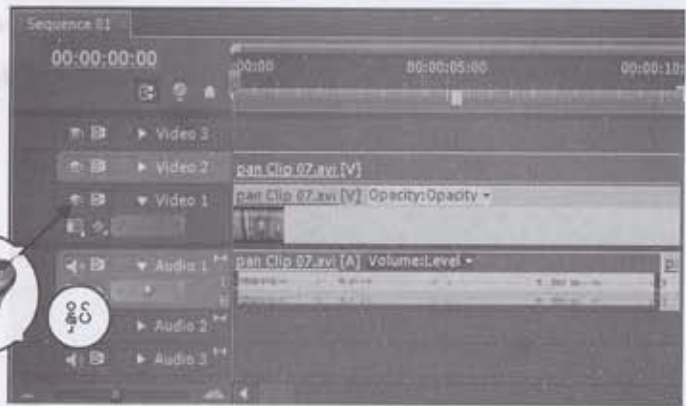 Sequence 01
00:00:00:00
:00:00 00:00:05:00 00:00:10:
Video 3
Video 2 pan Clip 07.avi [V]
Video 1 pan Clip 07.avi [V] Opacity:Opacity
Audio 1 pan Clip 07.avi [A] Volume:Level
Audio 2
Audio 3